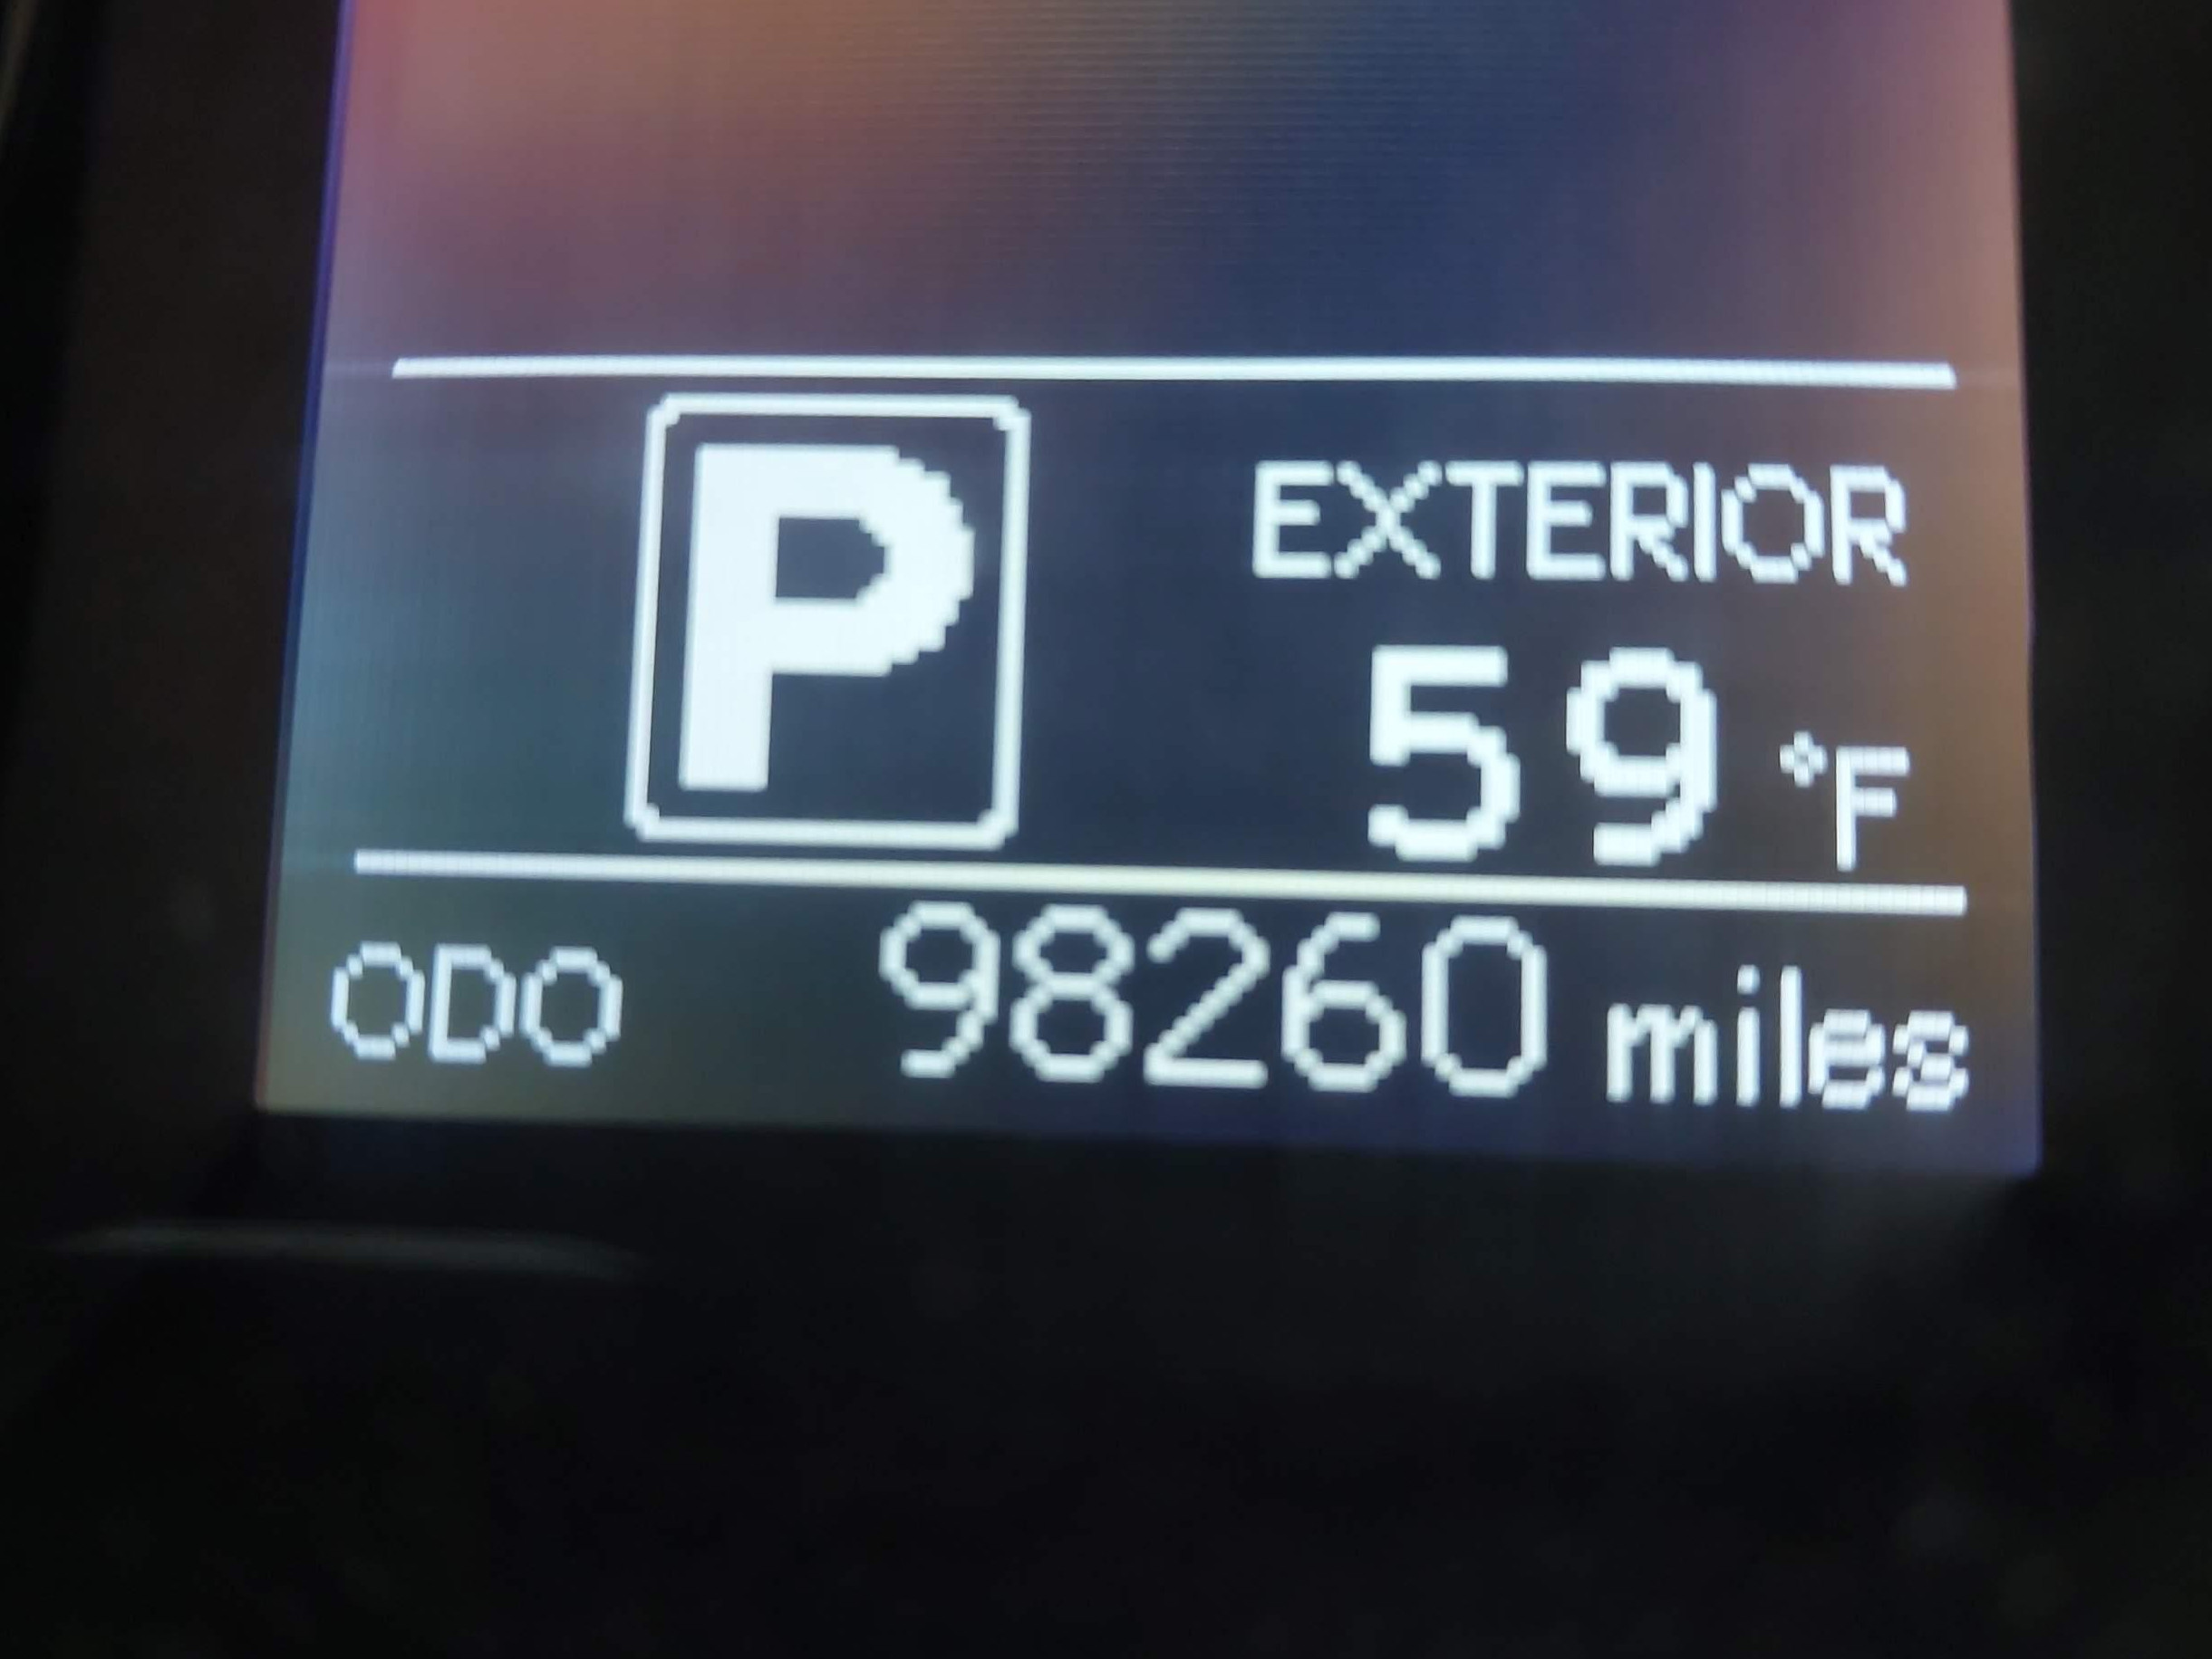 P
EXTERIOR
59 °F
ODO 98260 miles